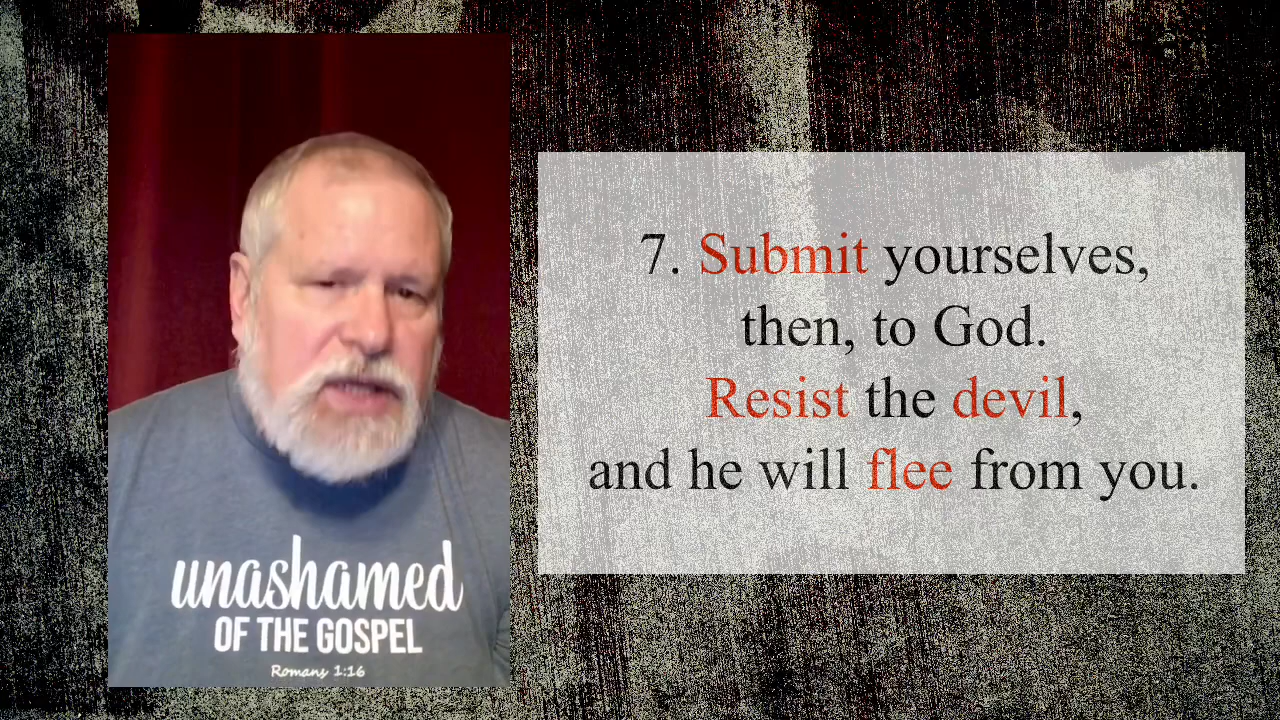 7. Submit yourselves,
then, to God.
Resist the devil,
and he will flee from you.
unashamed
OF THE GOSPEL
Romans 1:16